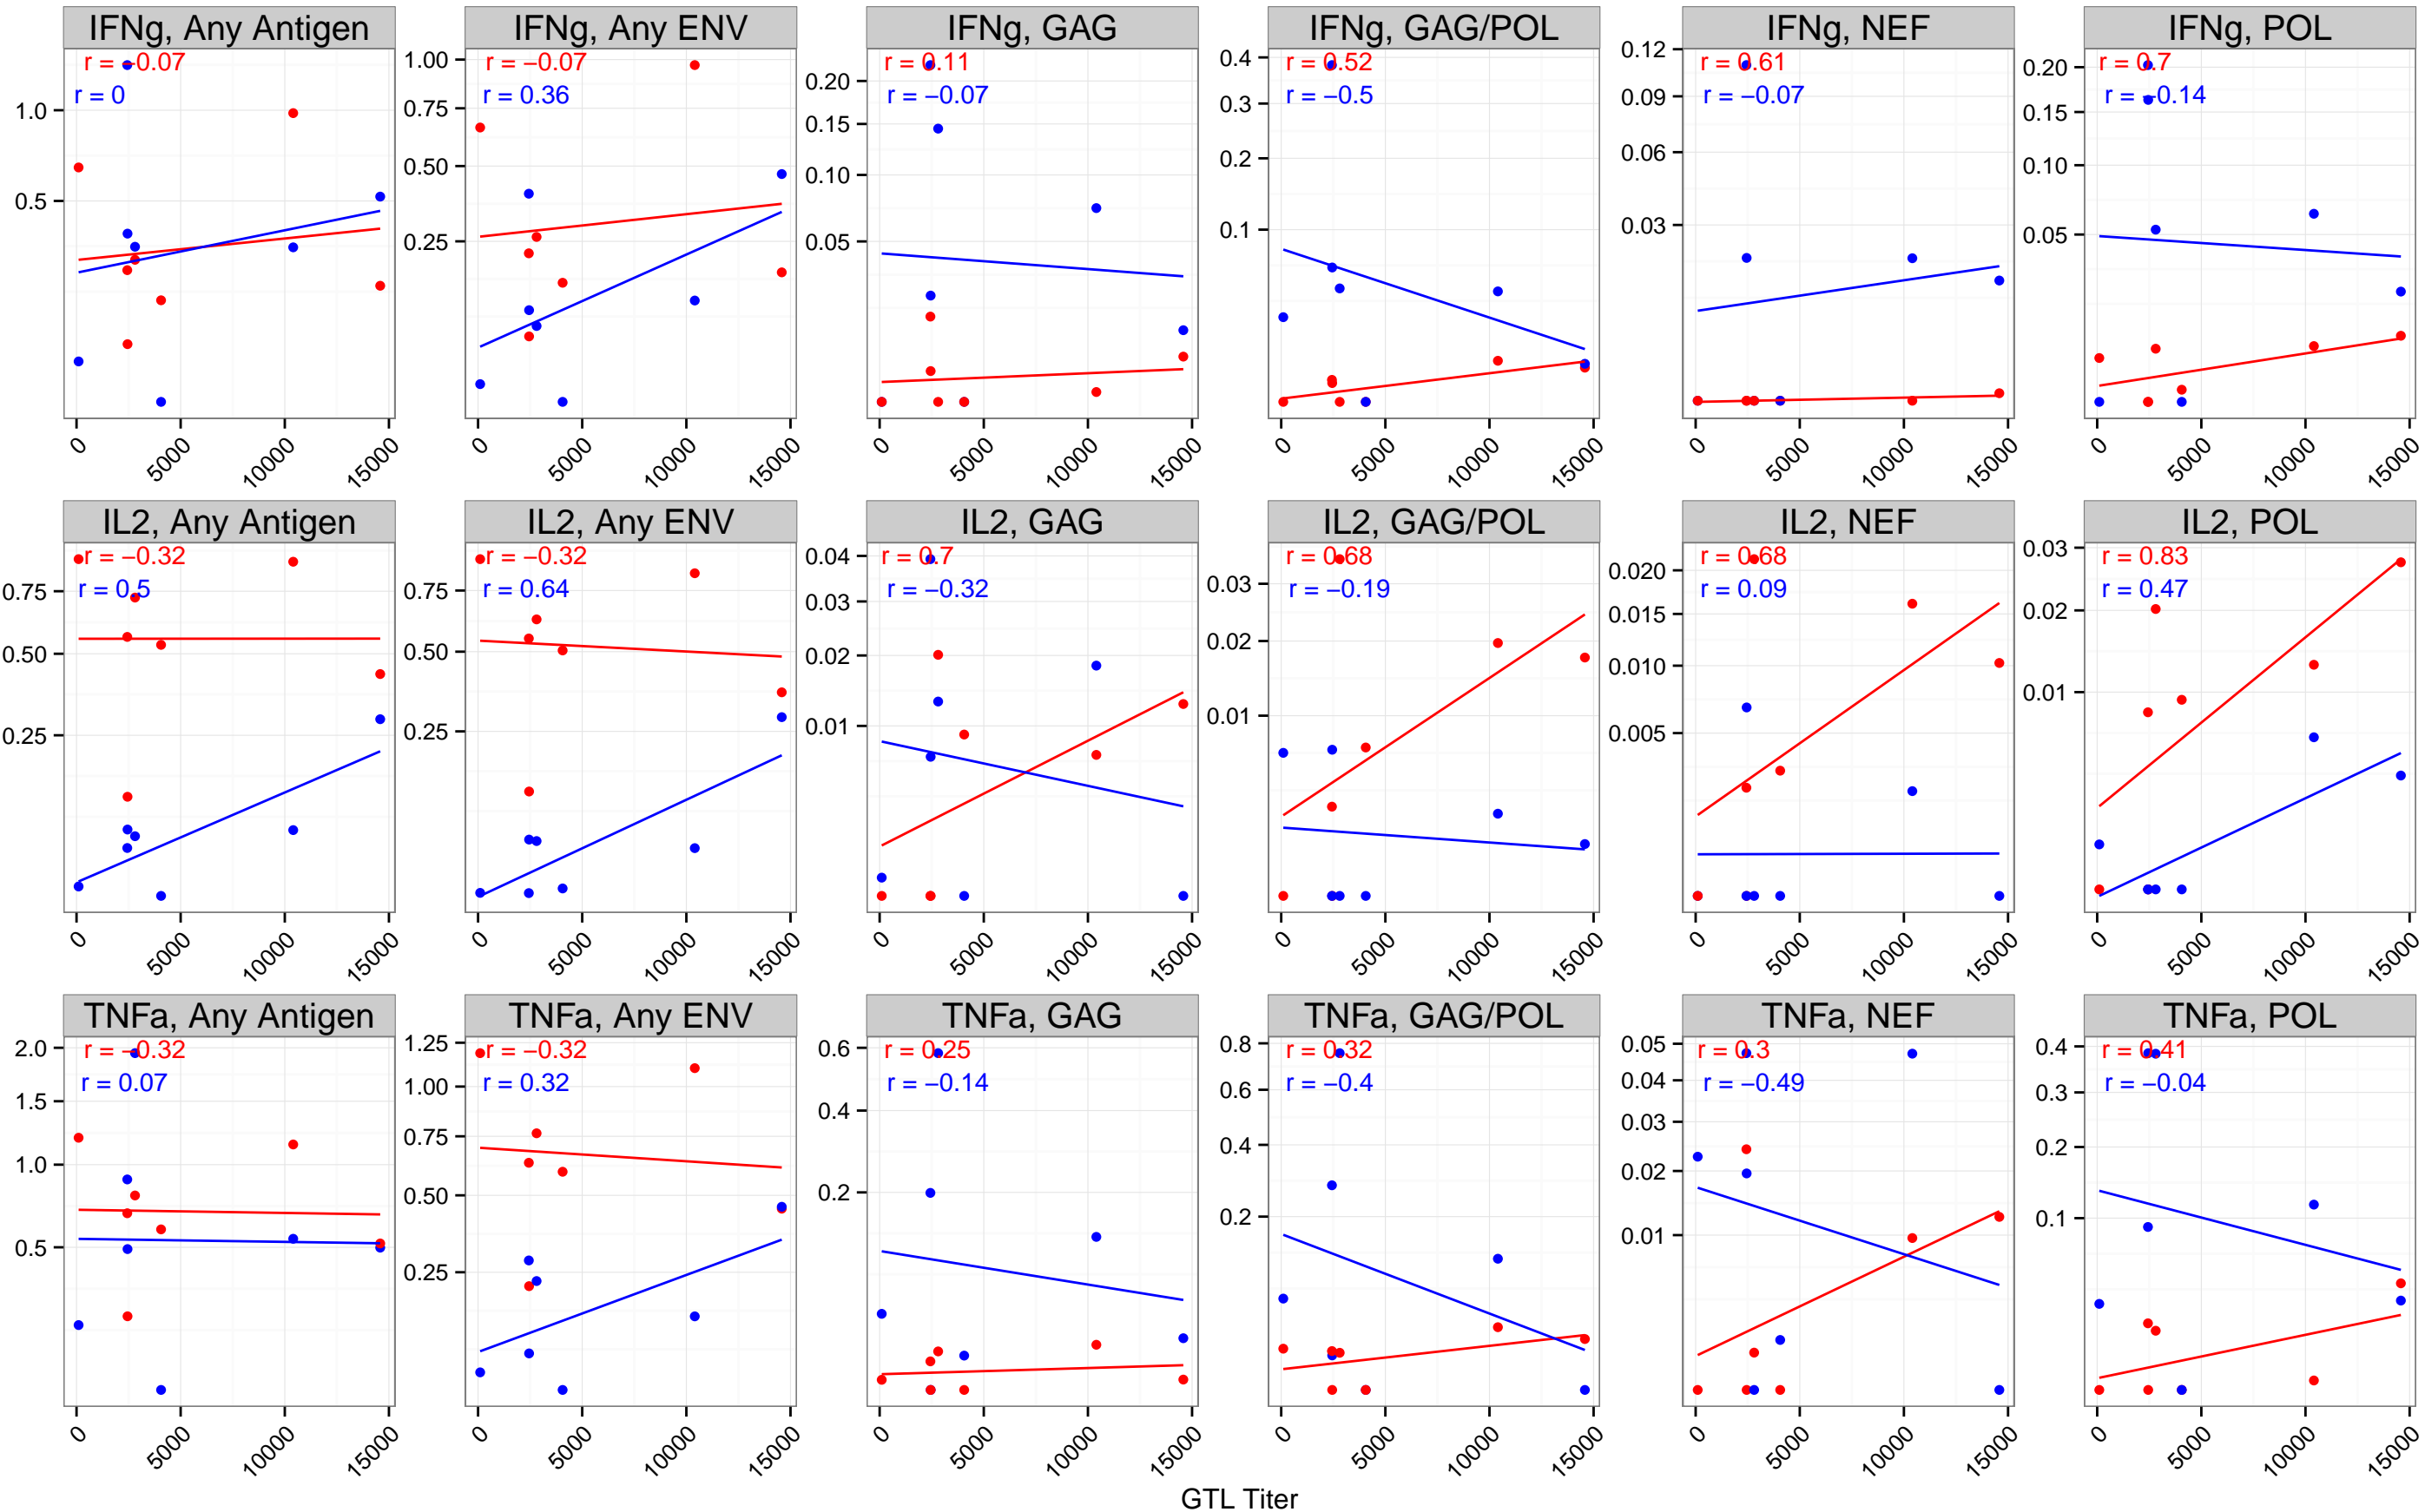 IFNg, Any Antigen
r = −0.07
r = 0
1.0
0.5
0 5000 10000 15000
IFNg, Any ENV
r = −0.07
r = 0.36
1.00
0.75
0.50
0.25
0 5000 10000 15000
IFNg, GAG
r = 0.11
r = −0.07
0.20
0.15
0.10
0.05
0 5000 10000 15000
IFNg, GAG/POL
r = 0.52
r = −0.5
0.4
0.3
0.2
0.1
0 5000 10000 15000
IFNg, NEF
r = 0.61
r = −0.07
0.12
0.09
0.06
0.03
0 5000 10000 15000
IFNg, POL
r = 0.7
r = −0.14
0.20
0.15
0.10
0.05
0 5000 10000 15000
IL2, Any Antigen
r = −0.32
r = 0.5
0.75
0.50
0.25
0 5000 10000 15000
IL2, Any ENV
r = −0.32
r = 0.64
0.75
0.50
0.25
0 5000 10000 15000
IL2, GAG
r = 0.7
r = −0.32
0.04
0.03
0.02
0.01
0 5000 10000 15000
IL2, GAG/POL
r = 0.68
r = −0.19
0.03
0.02
0.01
0 5000 10000 15000
IL2, NEF
r = 0.68
r = 0.09
0.020
0.015
0.010
0.005
0 5000 10000 15000
IL2, POL
r = 0.83
r = 0.47
0.03
0.02
0.01
0 5000 10000 15000
TNFa, Any Antigen
r = −0.32
r = 0.07
2.0
1.5
1.0
0.5
0 5000 10000 15000
TNFa, Any ENV
r = −0.32
r = 0.32
1.25
1.00
0.75
0.50
0.25
0 5000 10000 15000
TNFa, GAG
r = 0.25
r = −0.14
0.6
0.4
0.2
0 5000 10000 15000
TNFa, GAG/POL
r = 0.32
r = −0.4
0.8
0.6
0.4
0.2
0 5000 10000 15000
TNFa, NEF
r = 0.3
r = −0.49
0.05
0.04
0.03
0.02
0.01
0 5000 10000 15000
TNFa, POL
r = 0.41
r = −0.04
0.4
0.3
0.2
0.1
0 5000 10000 15000
GTL Titer